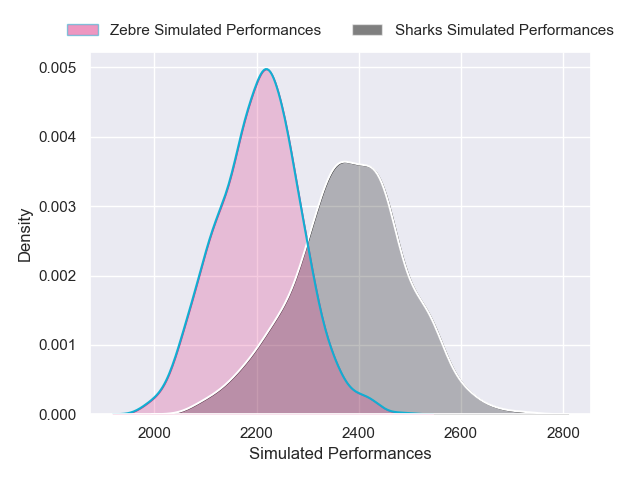 Zebre Simulated Performances Sharks Simulated Performances
0.005
0.004
0.003
0.002
0.001
0.000
Density
2000 2200 2400 2600 2800
Simulated Performances